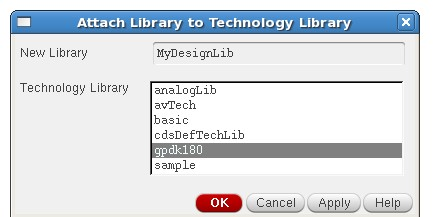 Attach Library to Technology Library
New Library MyDesignLib
Technology Library
analogLib
avTech
basic
cdsDefTechLib
gpdk180
sample
OK Cancel Apply Help